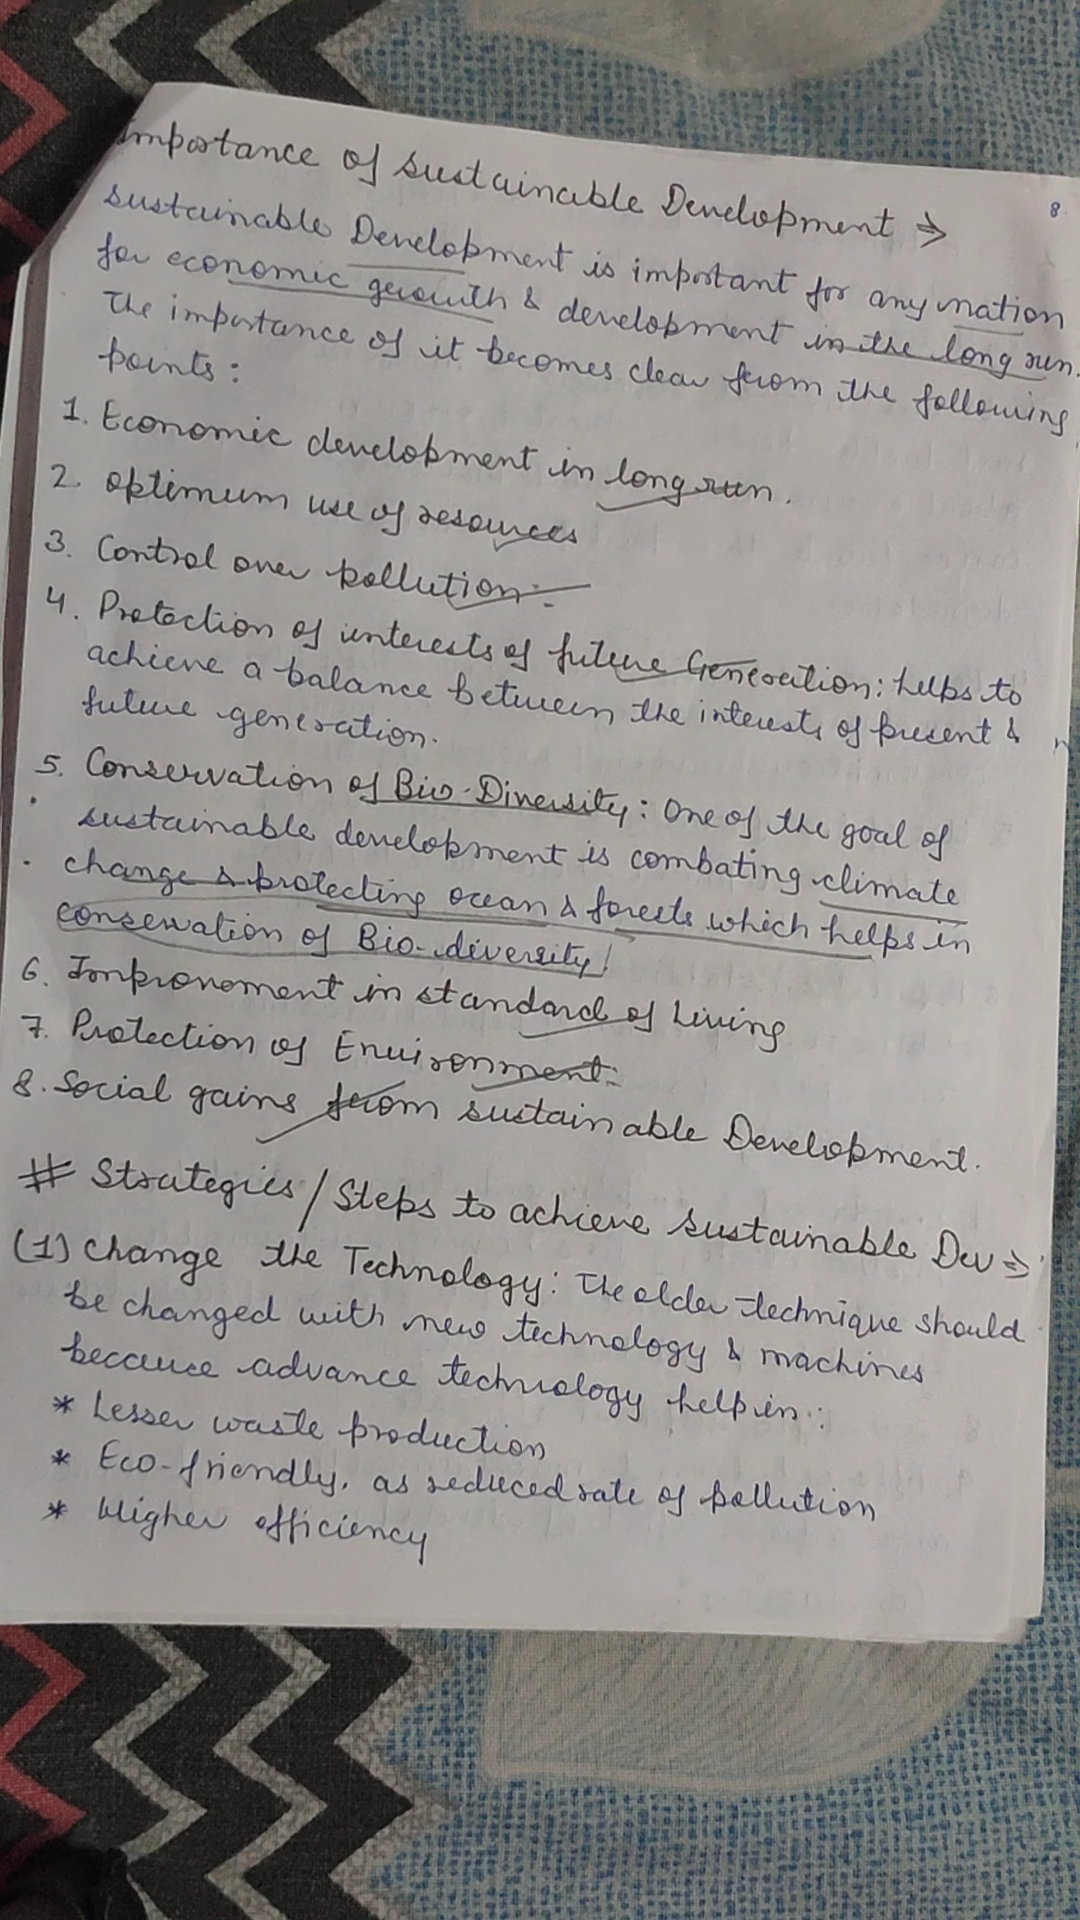 Importance of Sustainable Development ⇒
8.
sustainable Development is important for any nation
for economic growth & development in the long run.
The importance of it becomes clear from the following
points:
1. Economic development in long run.
2. optimum use of resources
3. Control over pollution:-
4. Protection of interests of future Generation: helps to
achieve a balance between the interests of present &
future generation.
5. Conservation of Bio-Diversity: One of the goal of
sustainable development is combating climate
change & protecting ocean & forests which helps in
conservation of Bio-diversity!
6. Improvoment in standard of Living
7. Protection of Environment:
8. Social gains from sustainable Development.
# Strategies/Steps to achieve sustainable Dev ⇒
(1) Change the Technology: The older technique should
be changed with new technology & machines
because advance technology help in:
* Lesser waste production
* Eco-friendly, as reduced rate of pollution
* Higher efficiency